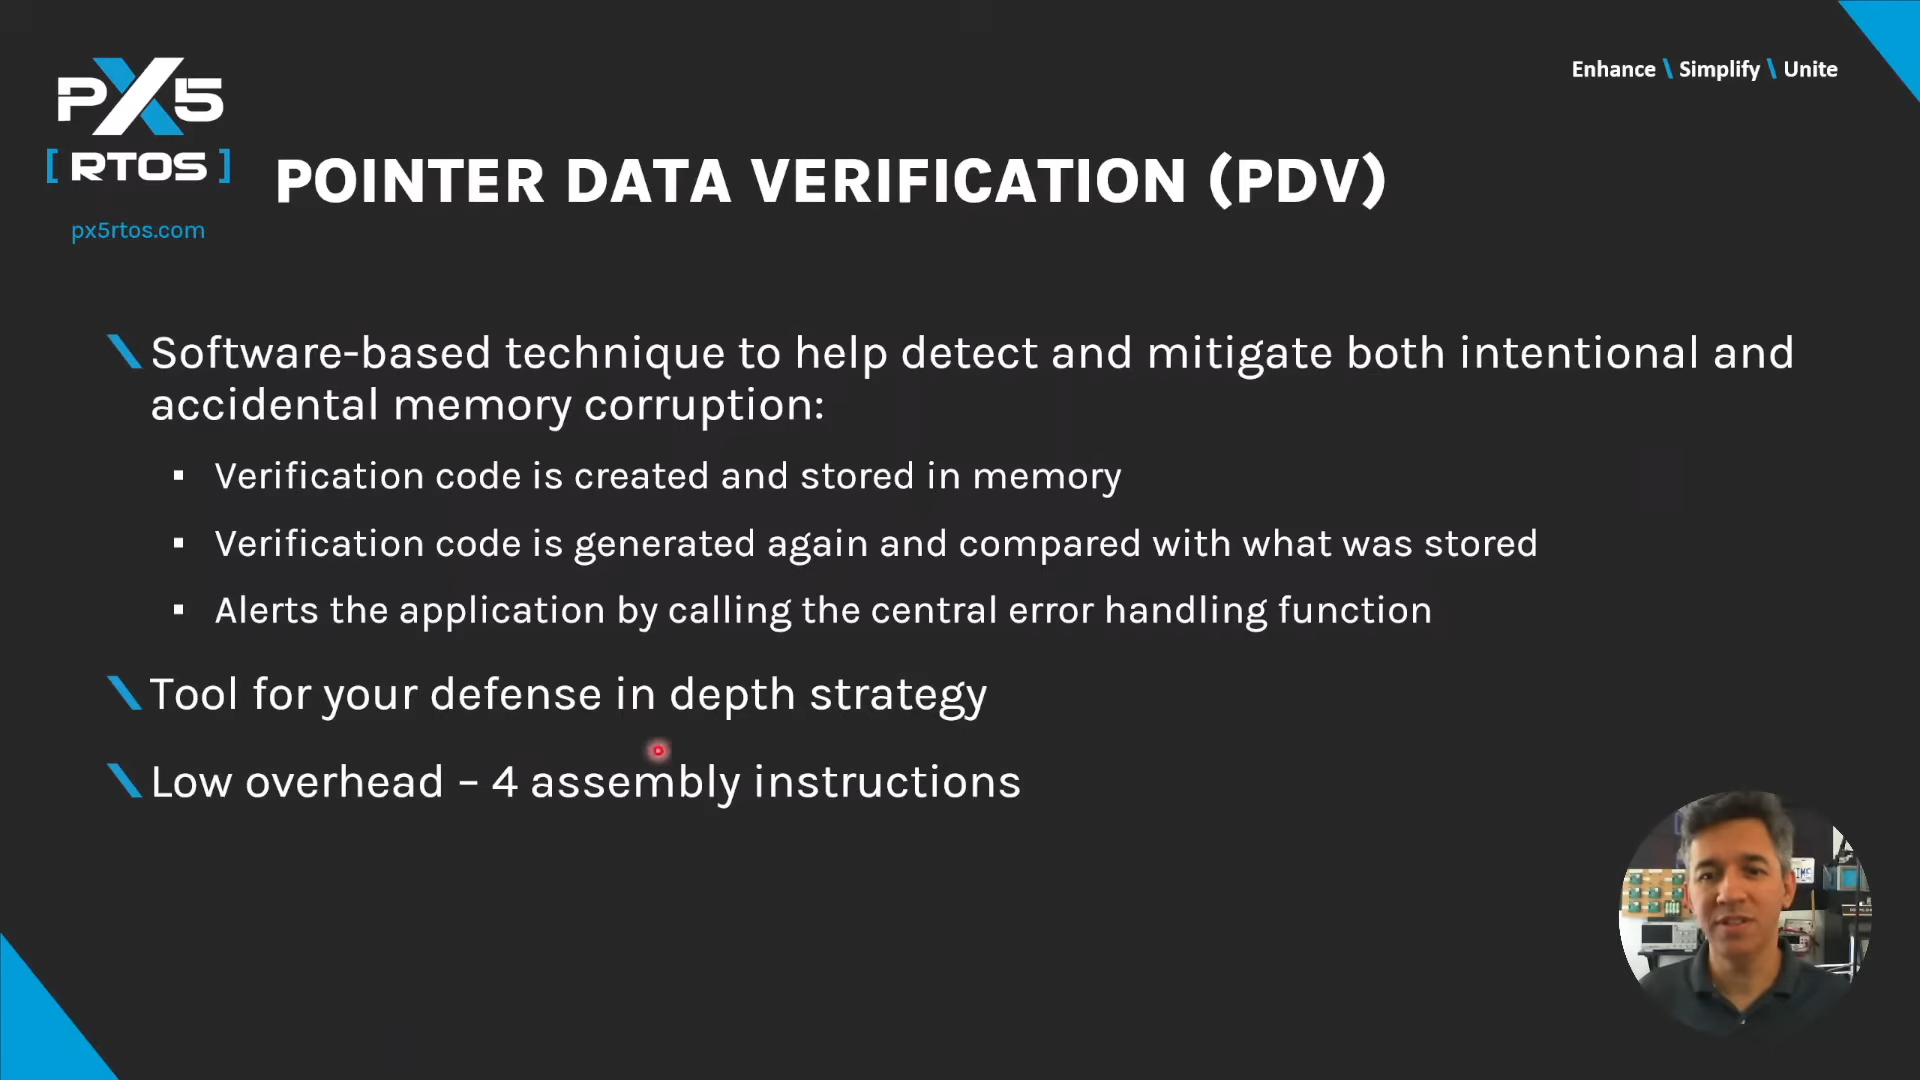 PX5
[ RTOS ]
px5rtos.com
Enhance \ Simplify \ Unite
POINTER DATA VERIFICATION (PDV)
Software-based technique to help detect and mitigate both intentional and
accidental memory corruption:
▪ Verification code is created and stored in memory
▪ Verification code is generated again and compared with what was stored
▪ Alerts the application by calling the central error handling function
Tool for your defense in depth strategy
Low overhead – 4 assembly instructions